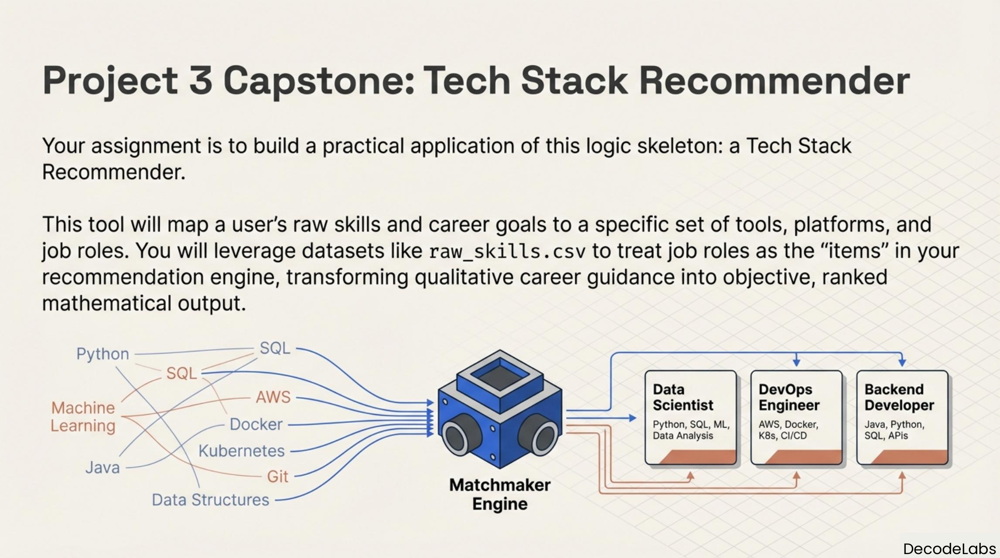 Project 3 Capstone: Tech Stack Recommender
Your assignment is to build a practical application of this logic skeleton: a Tech Stack
Recommender.
This tool will map a user’s raw skills and career goals to a specific set of tools, platforms, and
job roles. You will leverage datasets like raw_skills.csv to treat job roles as the “items” in your
recommendation engine, transforming qualitative career guidance into objective, ranked
mathematical output.
Python
SQL
SQL
AWS
Machine
Learning
Docker
Kubernetes
Java
Git
Data Structures
Matchmaker
Engine
Data
Scientist
Python, SQL, ML,
Data Analysis
DevOps
Engineer
AWS, Docker,
K8s, CI/CD
Backend
Developer
Java, Python,
SQL, APis
DecodeLabs